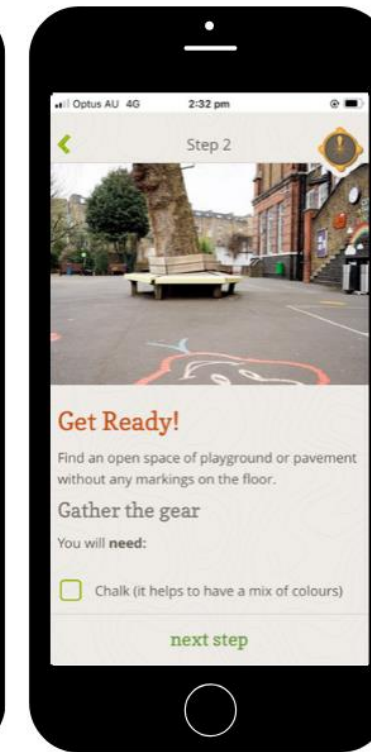 Optus AU 4G 2:32 pm
Step 2
Get Ready!
Find an open space of playground or pavement
without any markings on the floor.
Gather the gear
You will need:
Chalk (it helps to have a mix of colours)
next step